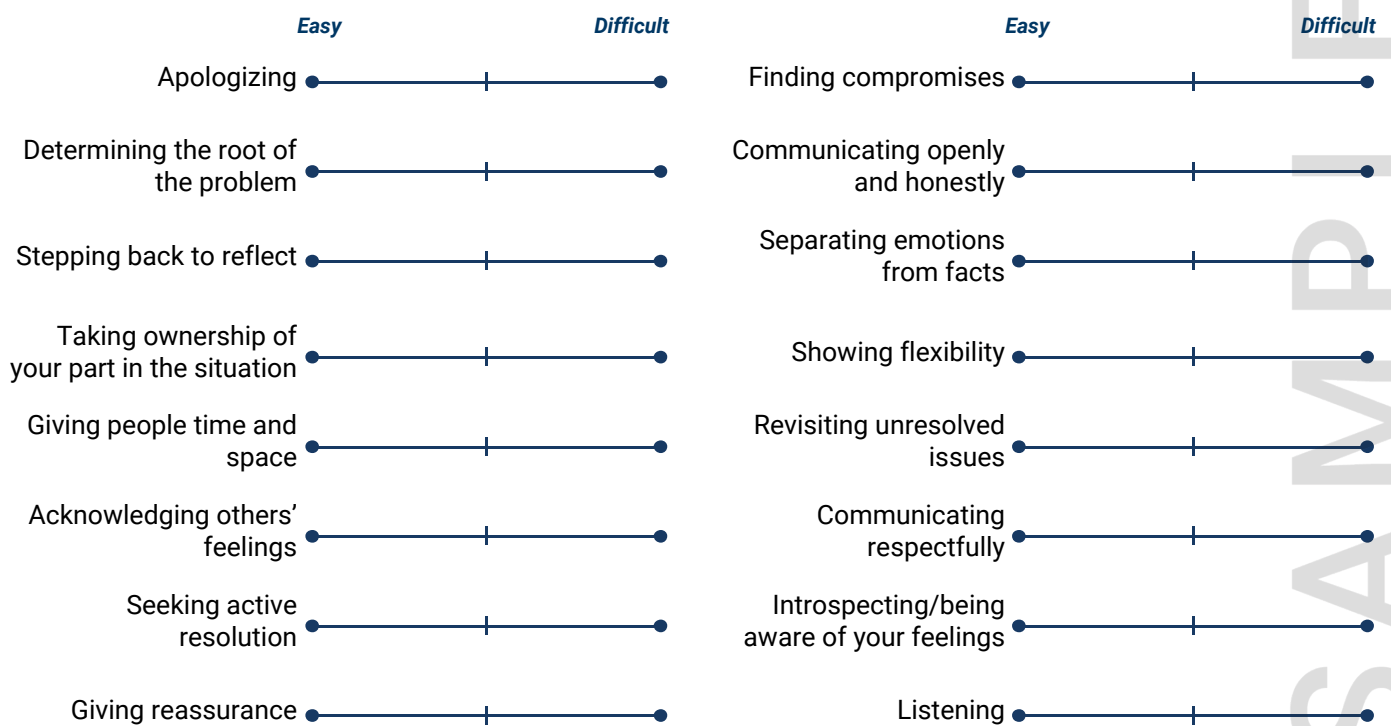 Easy Difficult
Apologizing
Determining the root of
the problem
Stepping back to reflect
Taking ownership of
your part in the situation
Giving people time and
space
Acknowledging others’
feelings
Seeking active
resolution
Giving reassurance
Easy Difficult
Finding compromises
Communicating openly
and honestly
Separating emotions
from facts
Showing flexibility
Revisiting unresolved
issues
Communicating
respectfully
Introspecting/being
aware of your feelings
Listening
SAMPLE